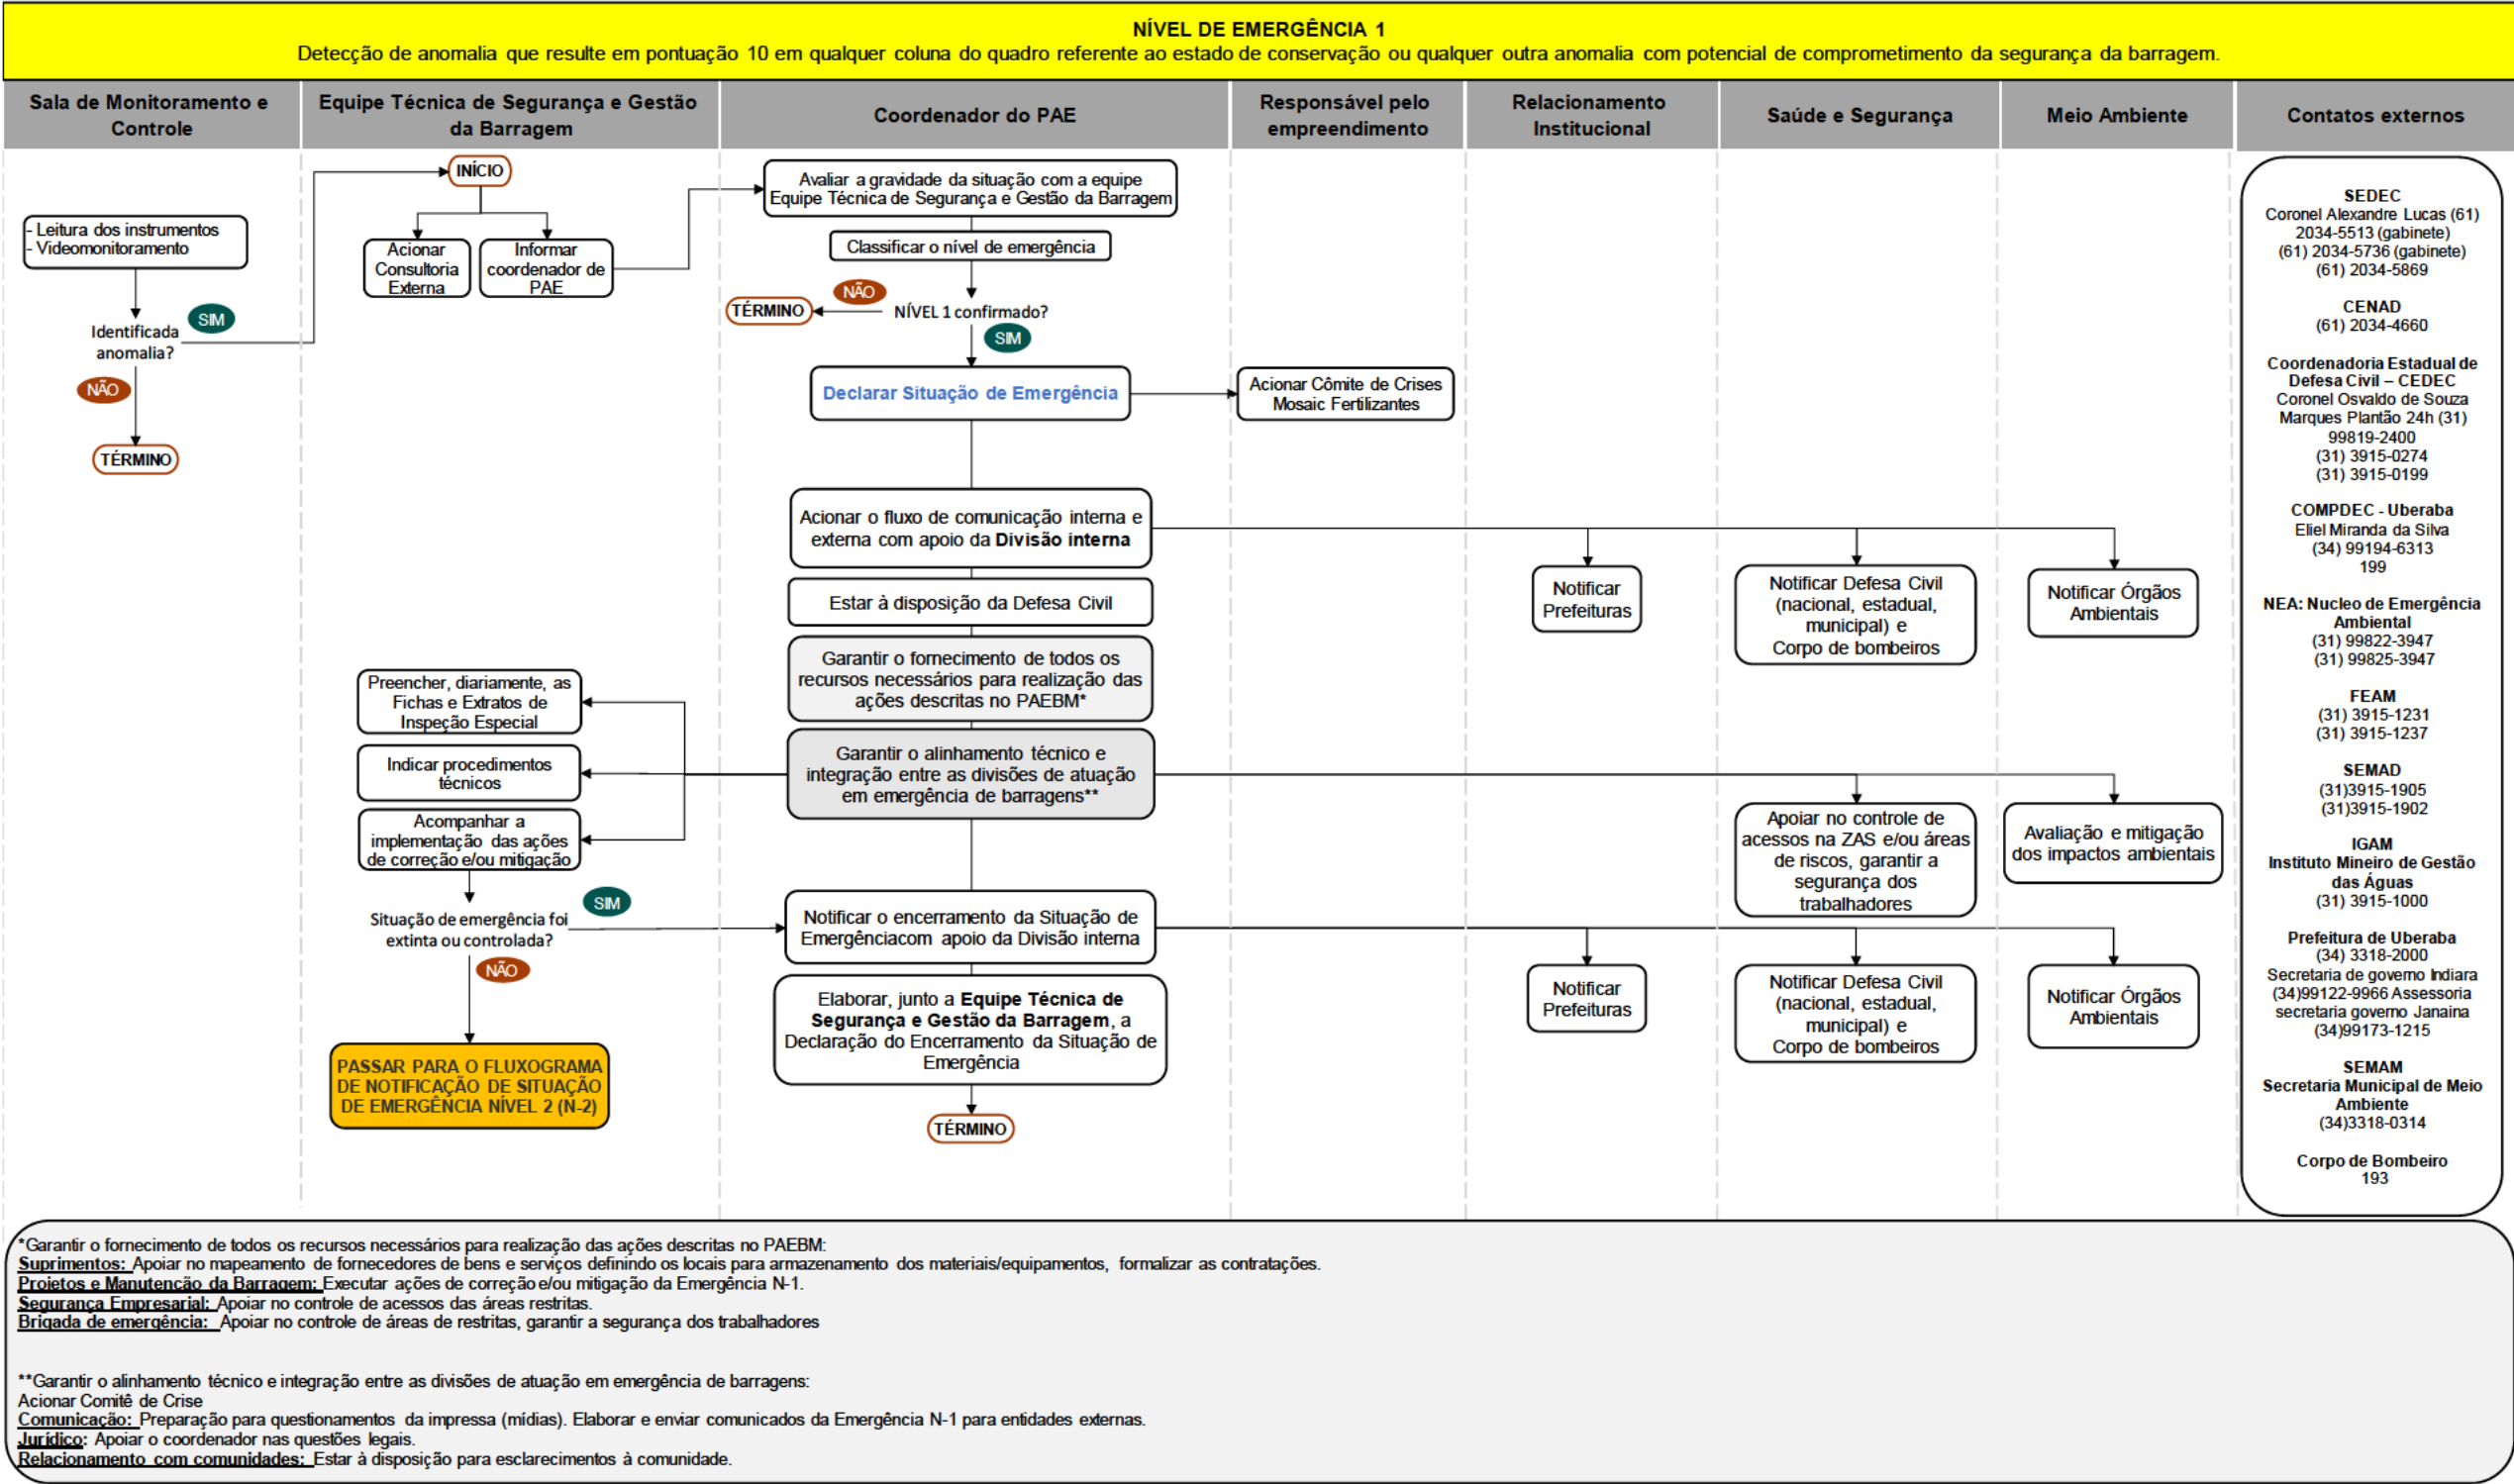 NÍVEL DE EMERGÊNCIA 1
Detecção de anomalia que resulte em pontuação 10 em qualquer coluna do quadro referente ao estado de conservação ou qualquer outra anomalia com potencial de comprometimento da segurança da barragem.
Sala de Monitoramento e
Controle
Equipe Técnica de Segurança e Gestão
da Barragem
Coordenador do PAE
Responsável pelo
empreendimento
Relacionamento
Institucional
Saúde e Segurança
Meio Ambiente
Contatos externos
- Leitura dos instrumentos
- Videomonitoramento
Identificada
anomalia?
SIM
NÃO
TÉRMINO
INÍCIO
Acionar
Consultoria
Externa
Informar
coordenador de
PAE
Avaliar a gravidade da situação com a equipe
Equipe Técnica de Segurança e Gestão da Barragem
Classificar o nível de emergência
NÍVEL 1 confirmado?
NÃO
TÉRMINO
SIM
Declarar Situação de Emergência
Acionar Cômite de Crises
Mosaic Fertilizantes
Acionar o fluxo de comunicação interna e
externa com apoio da Divisão interna
Notificar
Prefeituras
Notificar Defesa Civil
(nacional, estadual,
municipal) e
Corpo de bombeiros
Notificar Órgãos
Ambientais
Estar à disposição da Defesa Civil
Garantir o fornecimento de todos os
recursos necessários para realização das
ações descritas no PAEBM*
Garantir o alinhamento técnico e
integração entre as divisões de atuação
em emergência de barragens**
Preencher, diariamente, as
Fichas e Extratos de
Inspeção Especial
Indicar procedimentos
técnicos
Acompanhar a
implementação das ações
de correção e/ou mitigação
Apoiar no controle de
acessos na ZAS e/ou áreas
de riscos, garantir a
segurança dos
trabalhadores
Avaliação e mitigação
dos impactos ambientais
Situação de emergência foi
extinta ou controlada?
SIM
NÃO
PASSAR PARA O FLUXOGRAMA
DE NOTIFICAÇÃO DE SITUAÇÃO
DE EMERGÊNCIA NÍVEL 2 (N-2)
Notificar o encerramento da Situação de
Emergênciacom apoio da Divisão interna
Notificar
Prefeituras
Notificar Defesa Civil
(nacional, estadual,
municipal) e
Corpo de bombeiros
Notificar Órgãos
Ambientais
Elaborar, junto a Equipe Técnica de
Segurança e Gestão da Barragem, a
Declaração do Encerramento da Situação de
Emergência
TÉRMINO
SEDEC
Coronel Alexandre Lucas (61)
2034-5513 (gabinete)
(61) 2034-5736 (gabinete)
(61) 2034-5869
CENAD
(61) 2034-4660
Coordenadoria Estadual de
Defesa Civil – CEDEC
Coronel Osvaldo de Souza
Marques Plantão 24h (31)
99819-2400
(31) 3915-0274
(31) 3915-0199
COMPDEC - Uberaba
Eliel Miranda da Silva
(34) 99194-6313
199
NEA: Nucleo de Emergência
Ambiental
(31) 99822-3947
(31) 99825-3947
FEAM
(31) 3915-1231
(31) 3915-1237
SEMAD
(31)3915-1905
(31)3915-1902
IGAM
Instituto Mineiro de Gestão
das Águas
(31) 3915-1000
Prefeitura de Uberaba
(34) 3318-2000
Secretaria de governo Indiara
(34)99122-9966 Assessoria
secretaria governo Janaina
(34)99173-1215
SEMAM
Secretaria Municipal de Meio
Ambiente
(34)3318-0314
Corpo de Bombeiro
193
*Garantir o fornecimento de todos os recursos necessários para realização das ações descritas no PAEBM:
Suprimentos: Apoiar no mapeamento de fornecedores de bens e serviços definindo os locais para armazenamento dos materiais/equipamentos, formalizar as contratações.
Projetos e Manutenção da Barragem: Executar ações de correção e/ou mitigação da Emergência N-1.
Segurança Empresarial: Apoiar no controle de acessos das áreas restritas.
Brigada de emergência: Apoiar no controle de áreas de restritas, garantir a segurança dos trabalhadores
**Garantir o alinhamento técnico e integração entre as divisões de atuação em emergência de barragens:
Acionar Comitê de Crise
Comunicação: Preparação para questionamentos da impressa (mídias). Elaborar e enviar comunicados da Emergência N-1 para entidades externas.
Jurídico: Apoiar o coordenador nas questões legais.
Relacionamento com comunidades: Estar à disposição para esclarecimentos à comunidade.